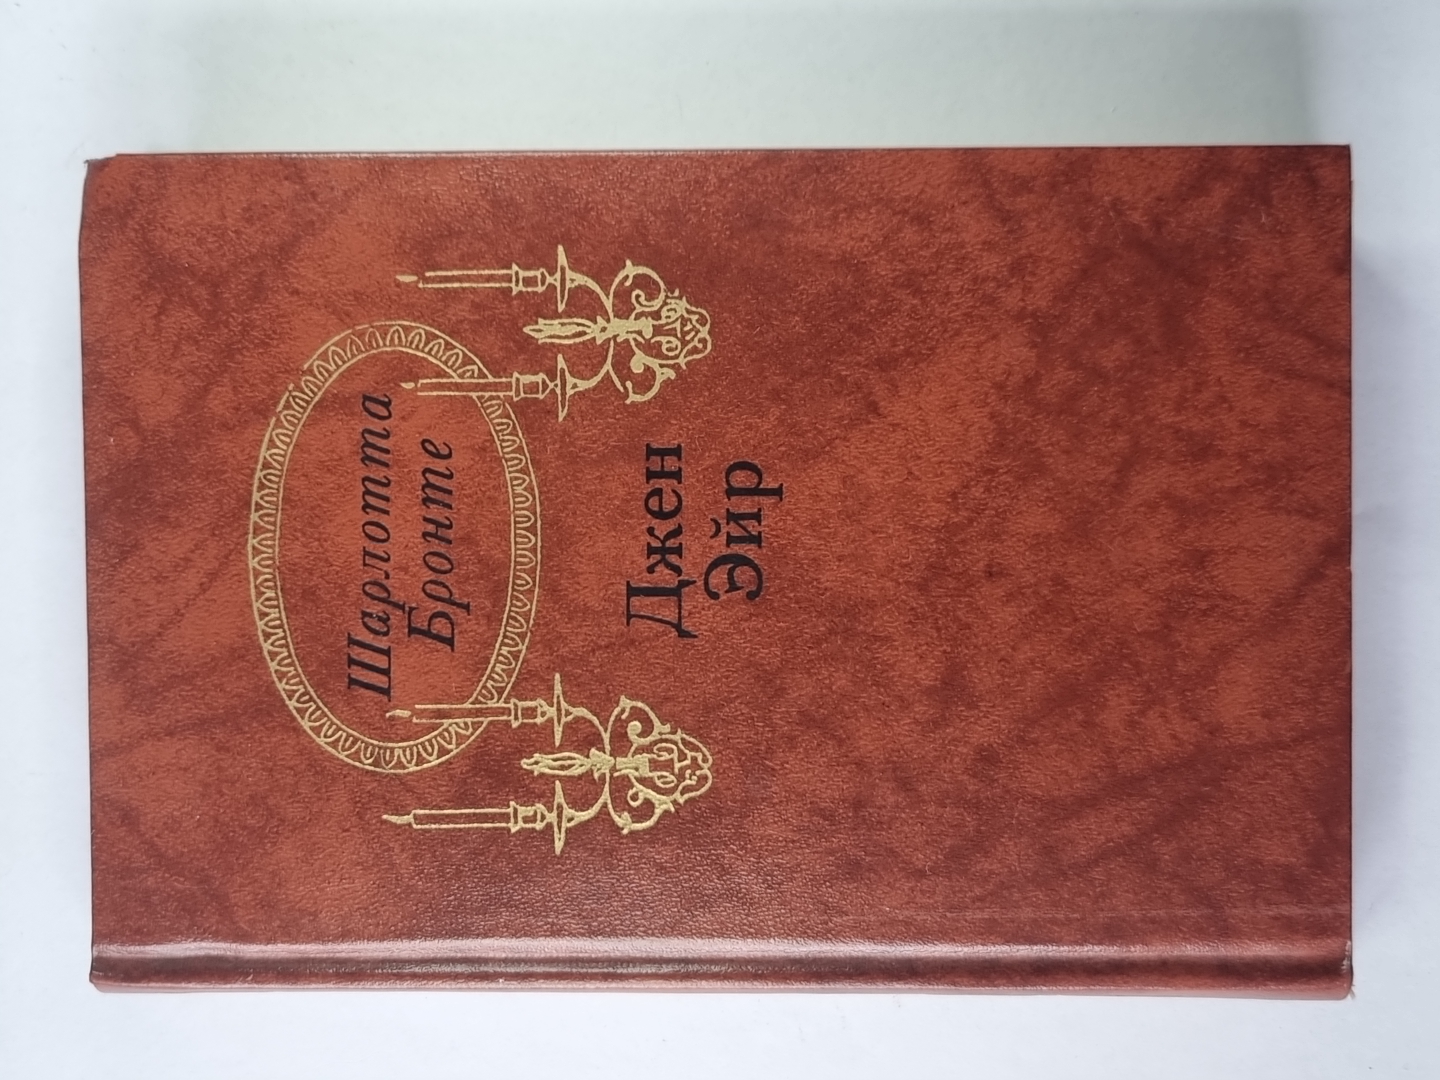 Шарлотта
Бронте
Джен
Эйр